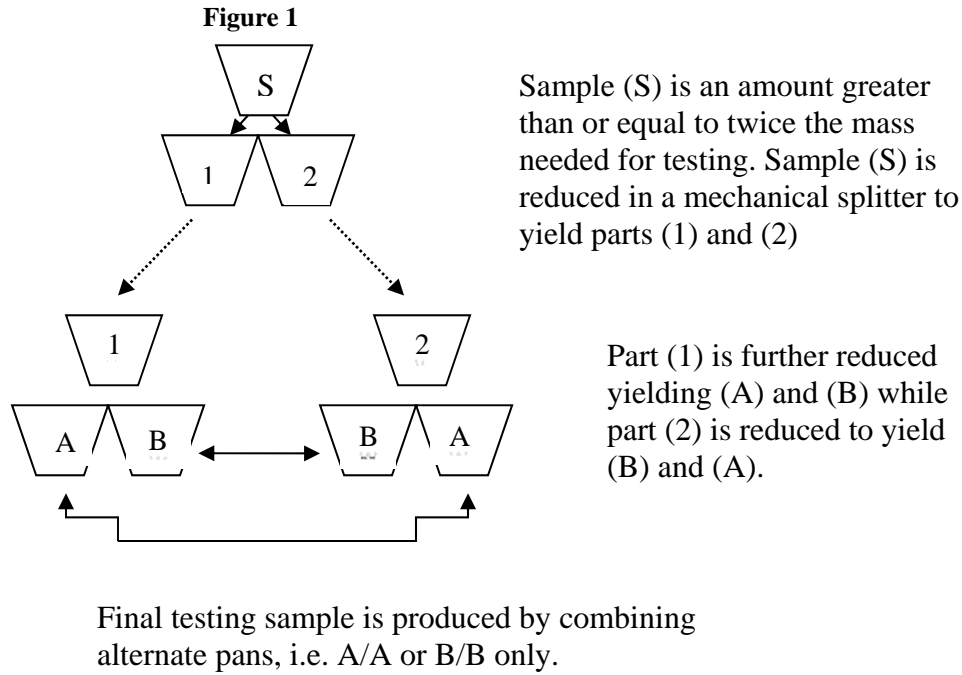 Figure 1
S
1 2
Sample (S) is an amount greater
than or equal to twice the mass
needed for testing. Sample (S) is
reduced in a mechanical splitter to
yield parts (1) and (2)
1 2
A B B A
Part (1) is further reduced
yielding (A) and (B) while
part (2) is reduced to yield
(B) and (A).
Final testing sample is produced by combining
alternate pans, i.e. A/A or B/B only.